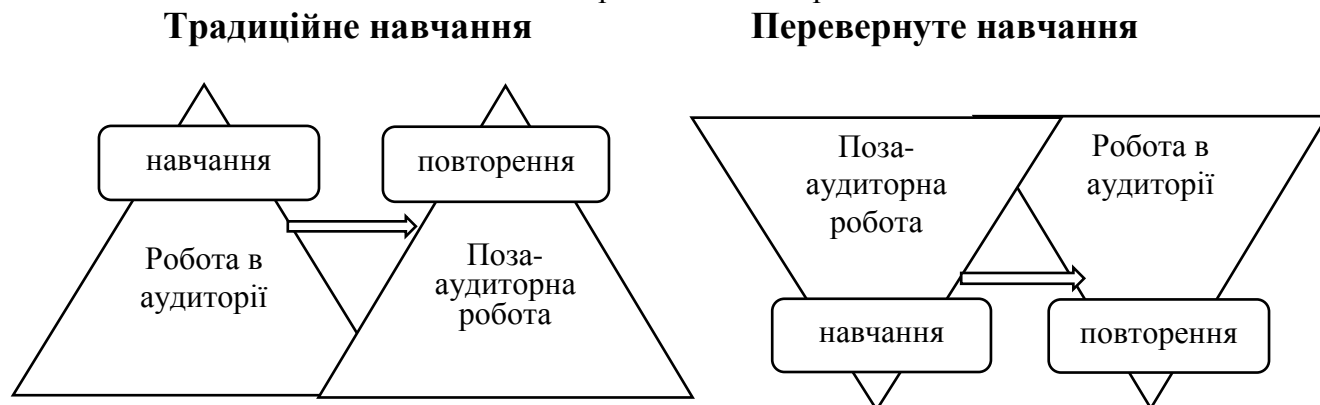 Традиційне навчання
Перевернуте навчання
навчання
повторення
Робота в
аудиторії
Поза-
аудиторна
робота
Поза-
аудиторна
робота
Робота в
аудиторії
навчання
повторення